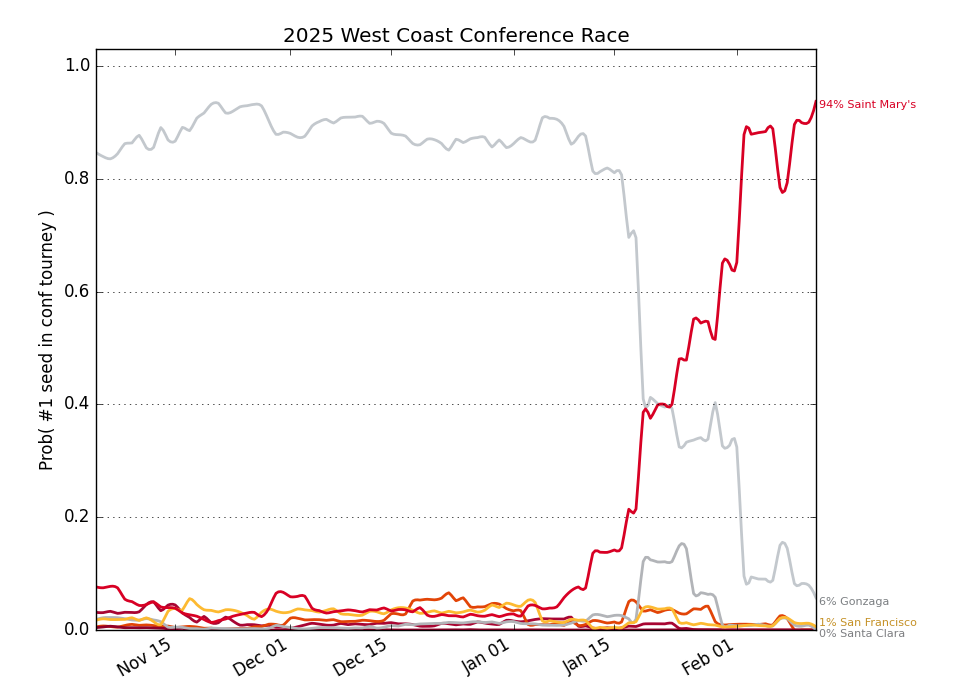 2025 West Coast Conference Race
Prob( #1 seed in conf tourney )
1.0
0.8
0.6
0.4
0.2
0.0
Nov 15
Dec 01
Dec 15
Jan 01
Jan 15
Feb 01
94% Saint Mary's
6% Gonzaga
1% San Francisco
0% Santa Clara